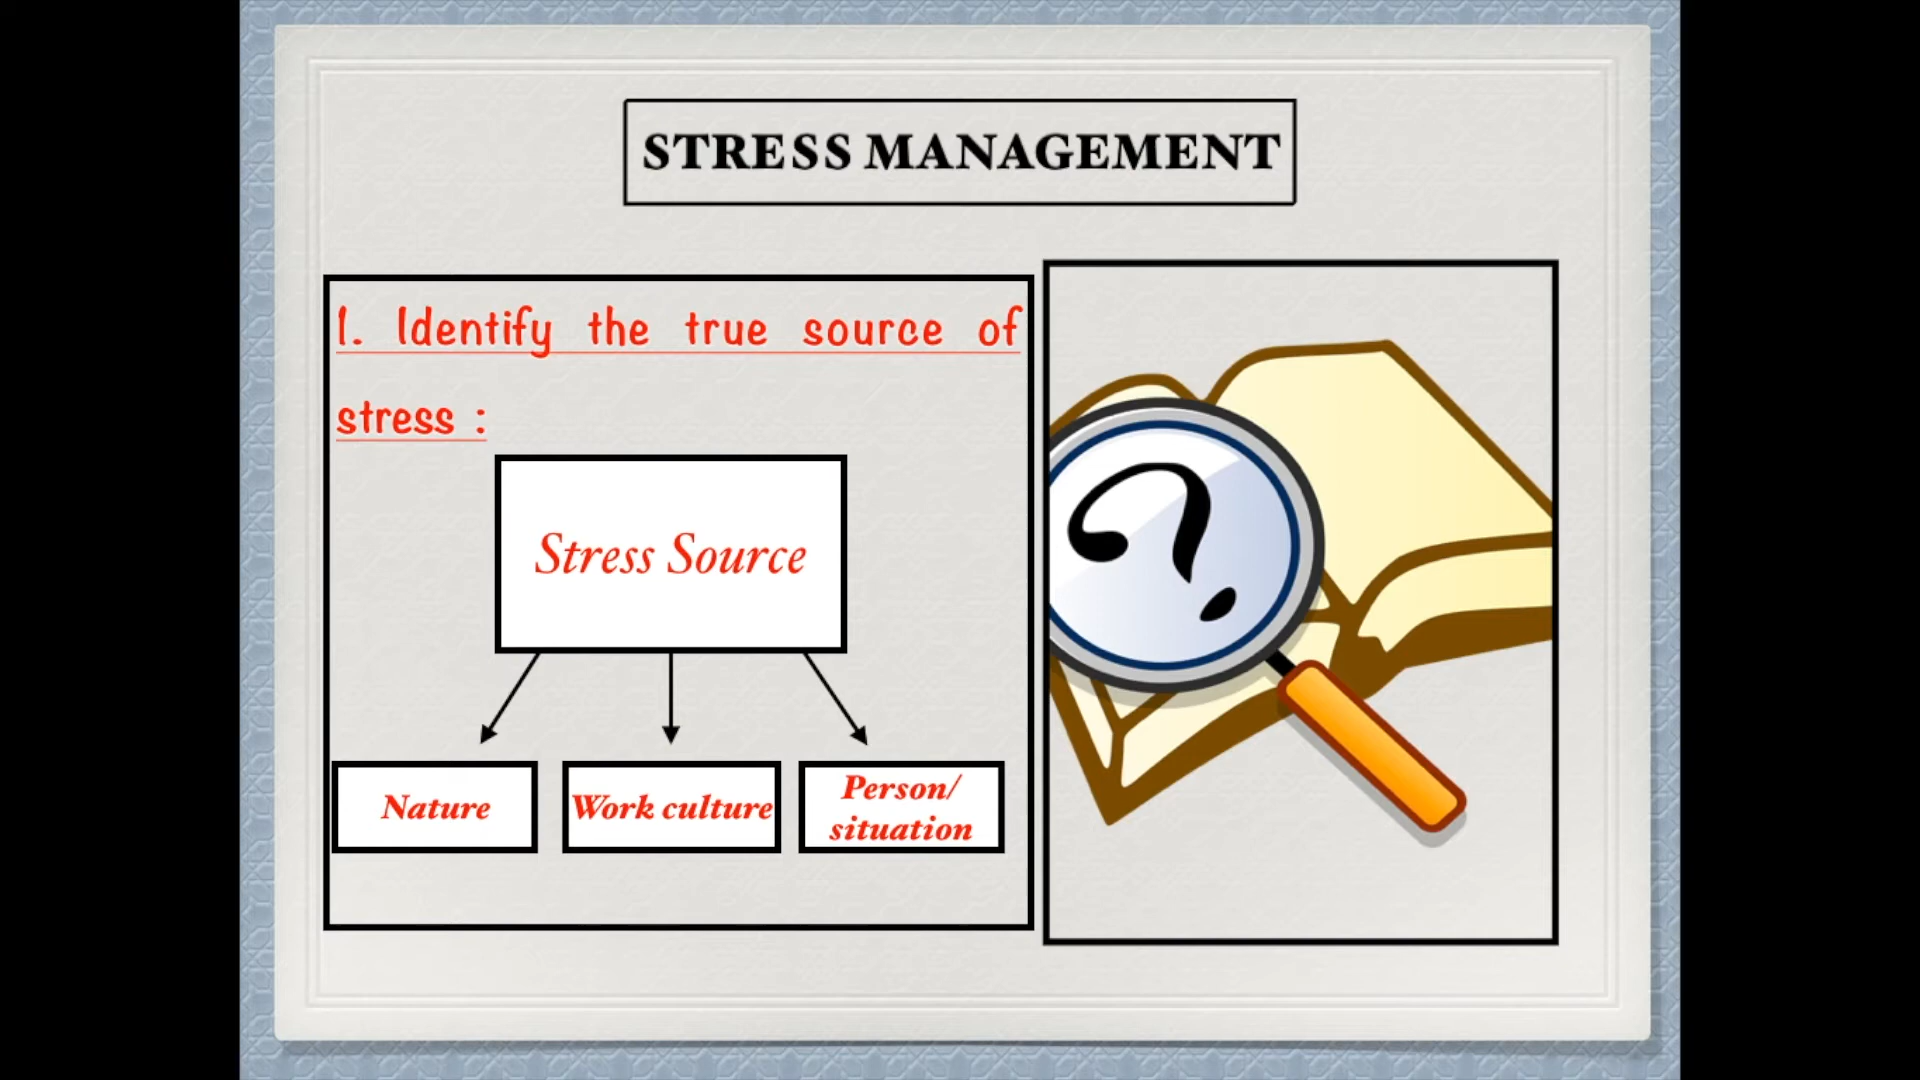 STRESS MANAGEMENT
1. Identify the true source of
stress :
Stress Source
Nature
Work culture
Person/
situation
?